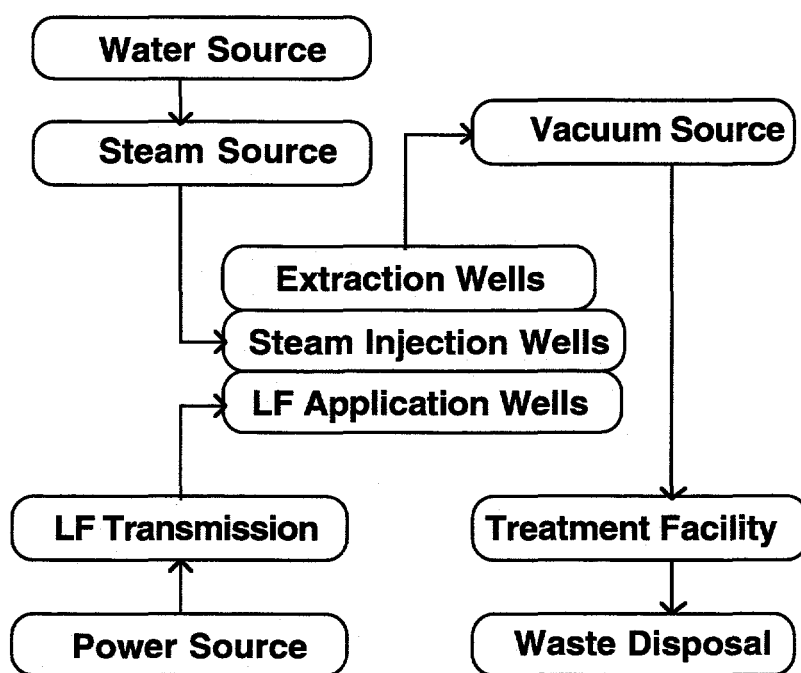 Water Source
Steam Source
Vacuum Source
Extraction Wells
Steam Injection Wells
LF Application Wells
LF Transmission
Treatment Facility
Power Source
Waste Disposal